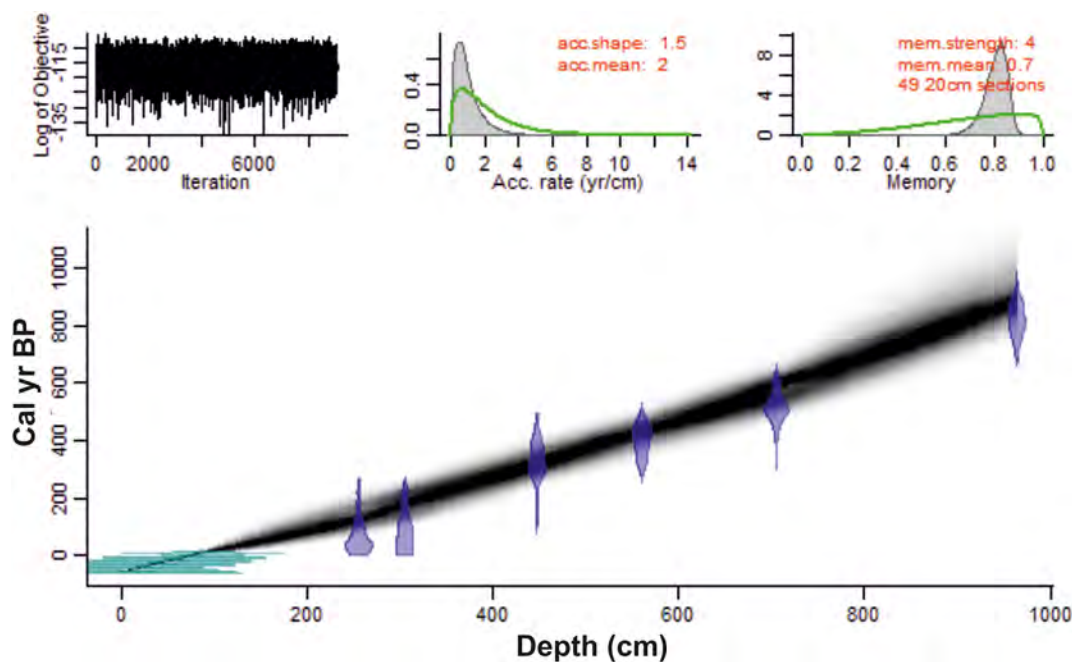 Log of Objective
-115
-135
0
2000
6000
Iteration
acc.shape: 1.5
acc.mean: 2
0.4
0.0
0 2 4 6 8 10 14
Acc. rate (yr/cm)
mem.strength: 4
mem.mean: 0.7
49 20cm sections
8
4
2
0
0.0 0.2 0.4 0.6 0.8 1.0
Memory
Cal yr BP
1000
800
600
400
200
0
0 200 400 600 800 1000
Depth (cm)